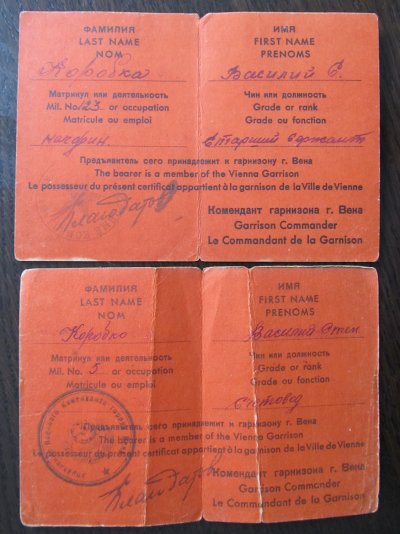 ФАМИЛИЯ
LAST NAME
NOM
Коробка
Матрикул или деятельность
Mil. No 123 or occupation
Matricule ou emploi
ИМЯ
FIRST NAME
PRENOMS
Василий С.
Чин или должность
Grade or rank
Grade ou fonction
Старший сержант
Предъявитель сего принадлежит к гарнизону г. Вена
The bearer is a member of the Vienna Garrison
Le possesseur du présent certificat appartient à la garnison de la Ville de Vienne
Комендант гарнизона г. Вена
Garrison Commander
Le Commandant de la Garnison
ФАМИЛИЯ
LAST NAME
NOM
Коробко
Матрикул или деятельность
Mil. No. 5 or occupation
Matricule ou emploi
ИМЯ
FIRST NAME
PRENOMS
Василий Степ.
Чин или должность
Grade or rank
Grade ou fonction
Счетовод
Предъявитель сего принадлежит к гарнизону г. Вена
The bearer is a member of the Vienna Garrison
Le possesseur du présent certificat appartient à la garnison de la Ville de Vienne
Комендант гарнизона г. Вена
Garrison Commander
Le Commandant de la Garnison